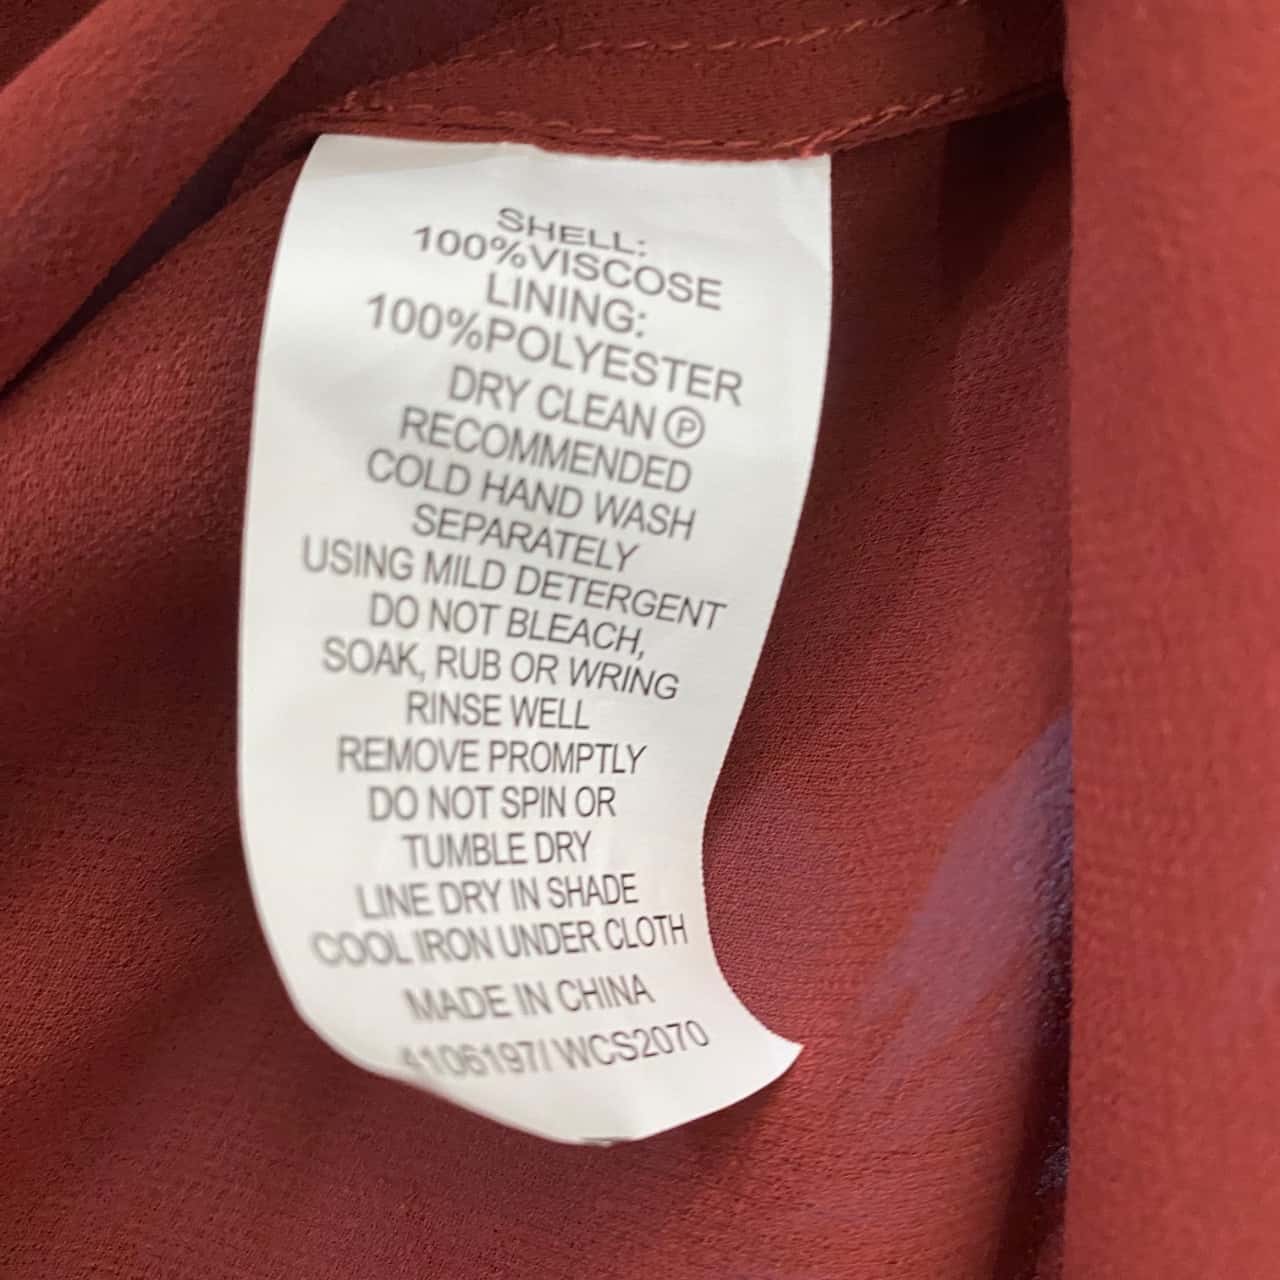 SHELL:
100%VISCOSE
LINING:
100%POLYESTER
DRY CLEAN Ⓟ
RECOMMENDED
COLD HAND WASH
SEPARATELY
USING MILD DETERGENT
DO NOT BLEACH,
SOAK, RUB OR WRING
RINSE WELL
REMOVE PROMPTLY
DO NOT SPIN OR
TUMBLE DRY
LINE DRY IN SHADE
COOL IRON UNDER CLOTH
MADE IN CHINA
4106197/ WCS2070